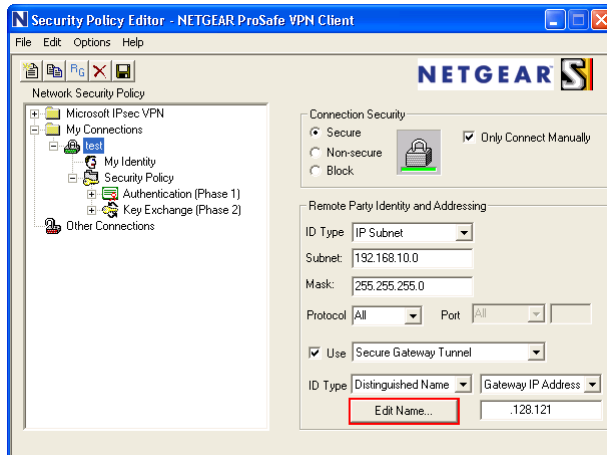 Security Policy Editor - NETGEAR ProSafe VPN Client
File Edit Options Help
NETGEAR
Network Security Policy
Microsoft IPsec VPN
My Connections
test
My Identity
Security Policy
Authentication (Phase 1)
Key Exchange (Phase 2)
Other Connections
Connection Security
Secure
Non-secure
Block
Only Connect Manually
Remote Party Identity and Addressing
ID Type IP Subnet
Subnet: 192.168.10.0
Mask: 255.255.255.0
Protocol All Port All
Use Secure Gateway Tunnel
ID Type Distinguished Name Gateway IP Address
Edit Name... .128.121